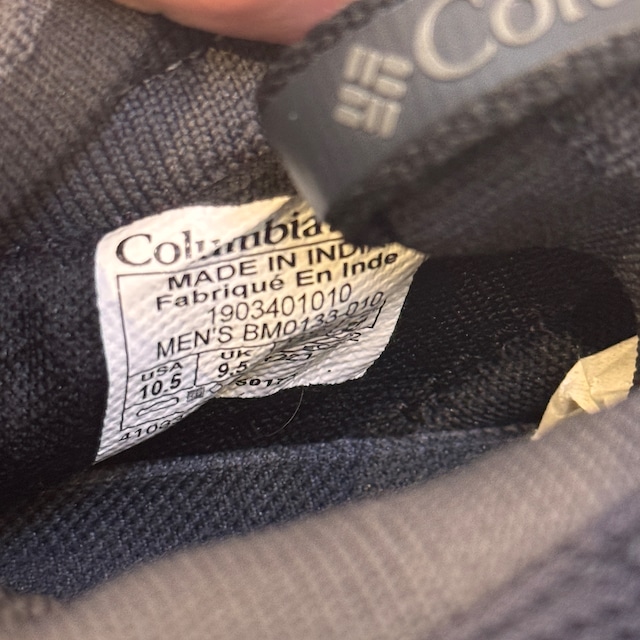 Colu
Columbia
MADE IN INDIA
Fabriqué En Inde
1903401010
MEN'S BM0133-010
USA
UK
10.5
9.5